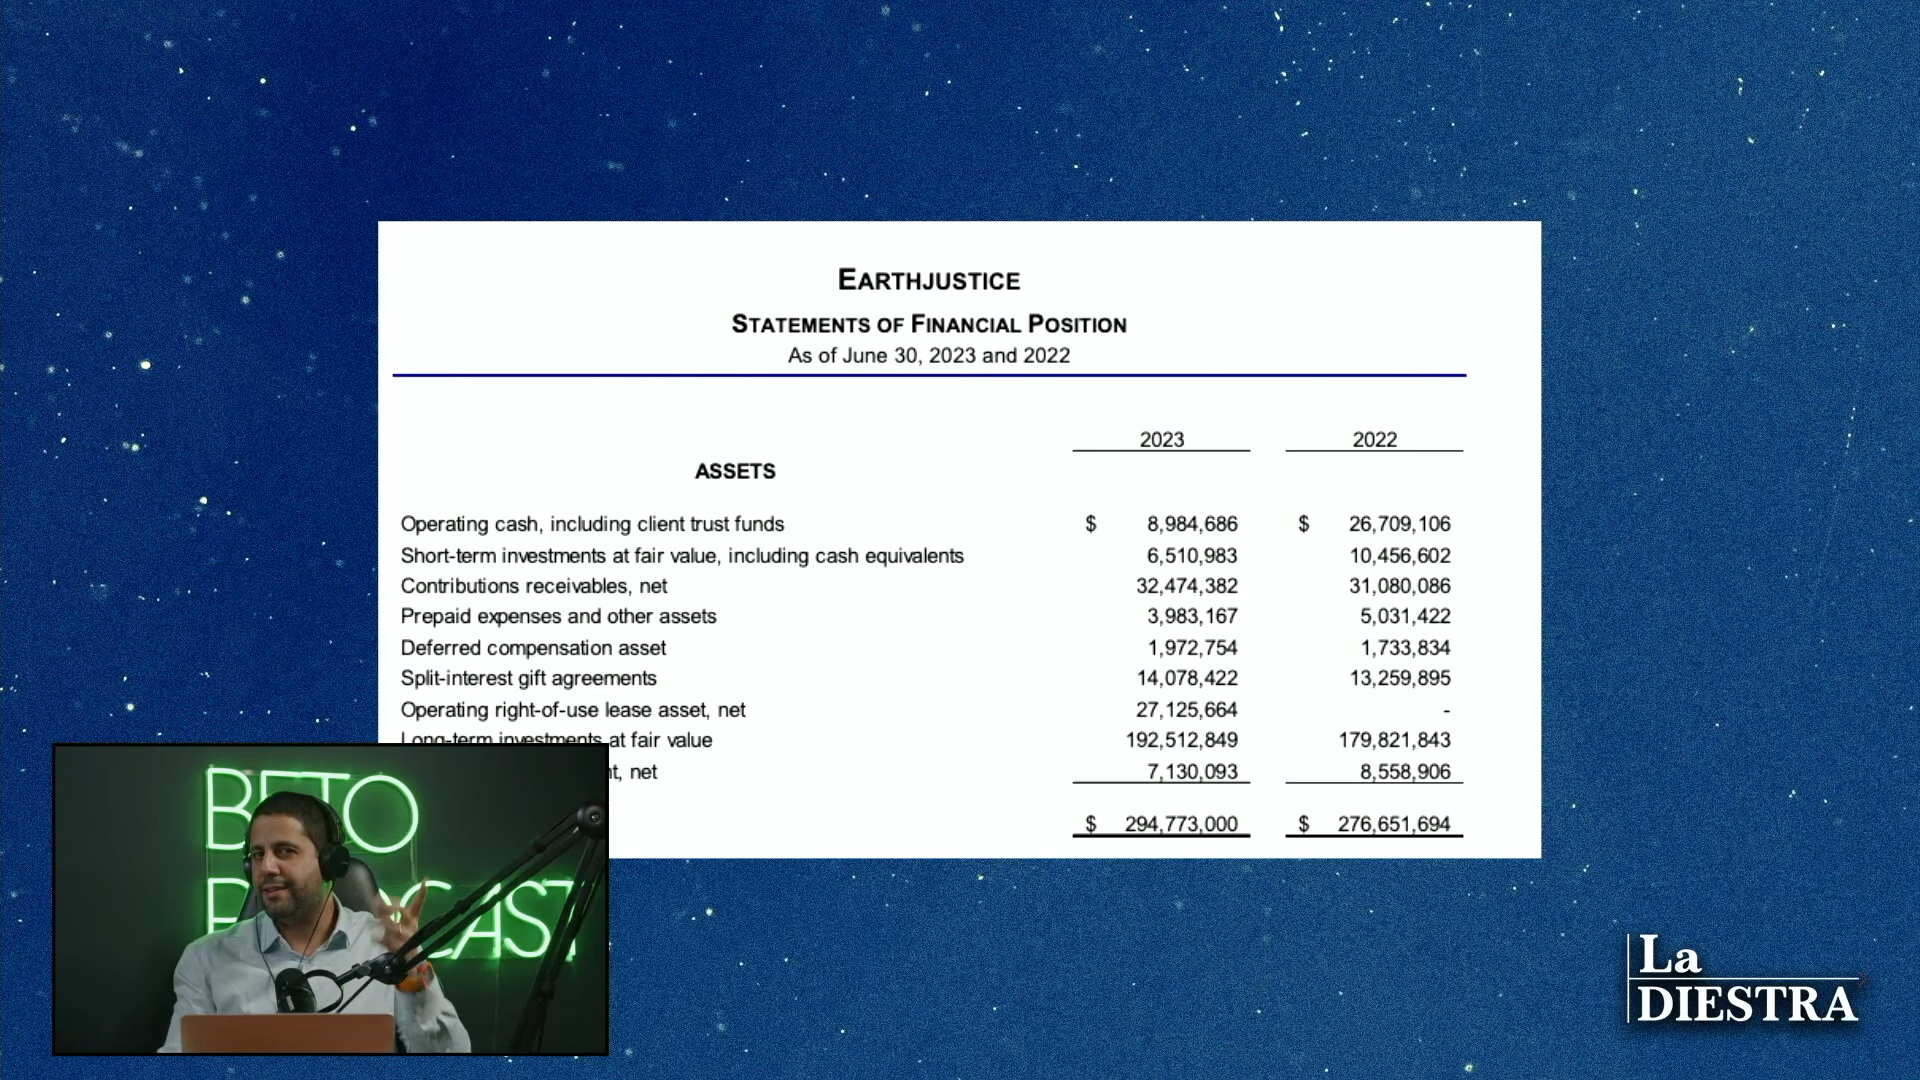 EARTHJUSTICE
STATEMENTS OF FINANCIAL POSITION
As of June 30, 2023 and 2022
2023 2022
ASSETS
Operating cash, including client trust funds $ 8,984,686 $ 26,709,106
Short-term investments at fair value, including cash equivalents 6,510,983 10,456,602
Contributions receivables, net 32,474,382 31,080,086
Prepaid expenses and other assets 3,983,167 5,031,422
Deferred compensation asset 1,972,754 1,733,834
Split-interest gift agreements 14,078,422 13,259,895
Operating right-of-use lease asset, net 27,125,664 -
Long-term investments at fair value 192,512,849 179,821,843
net 7,130,093 8,558,906
$ 294,773,000 $ 276,651,694
BETO
La
DIESTRA